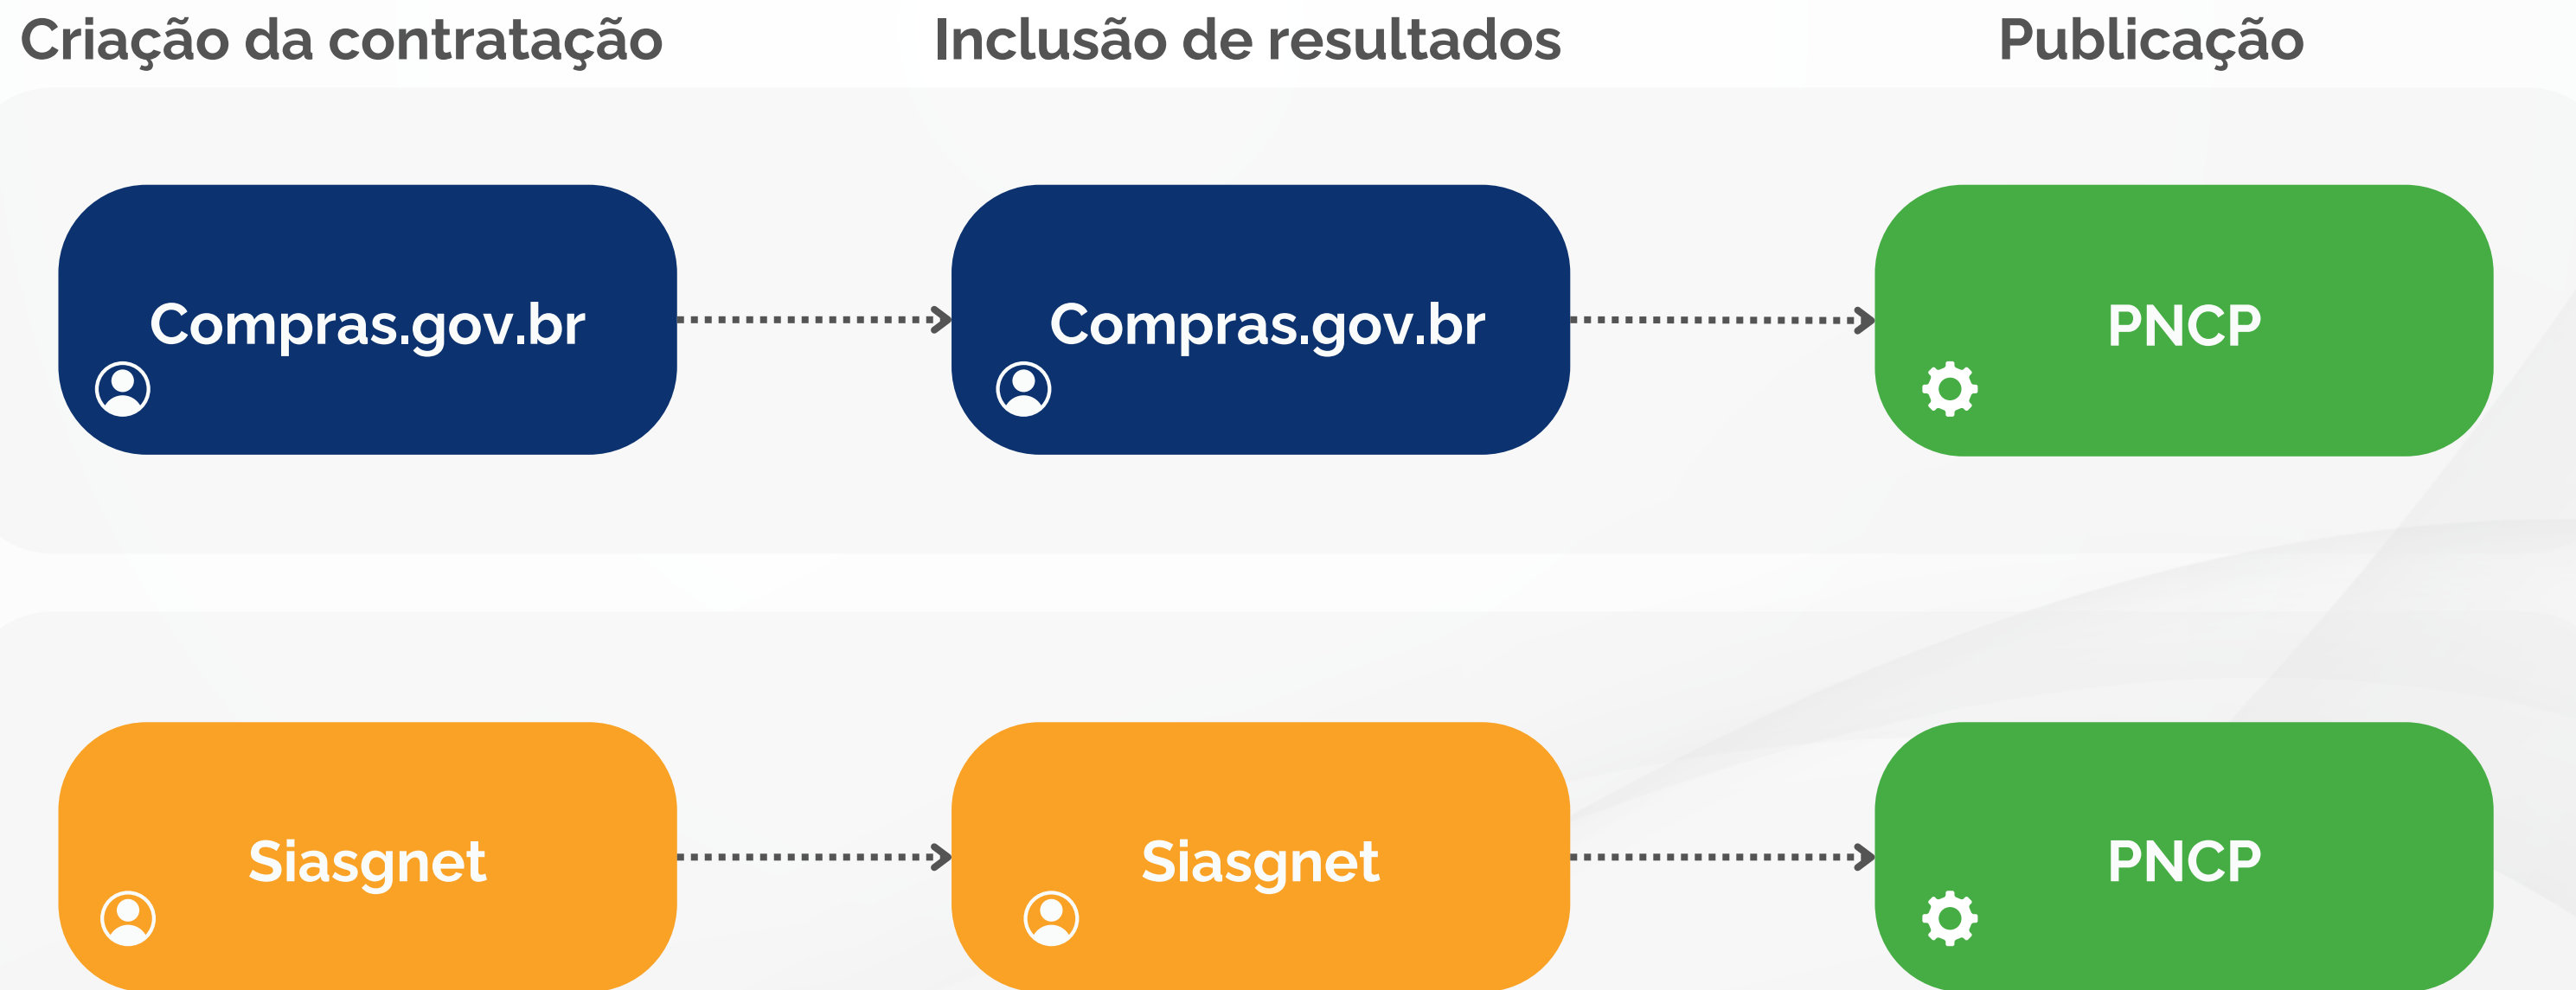 Criação da contratação
Inclusão de resultados
Publicação
Compras.gov.br
Compras.gov.br
PNCP
Siasgnet
Siasgnet
PNCP